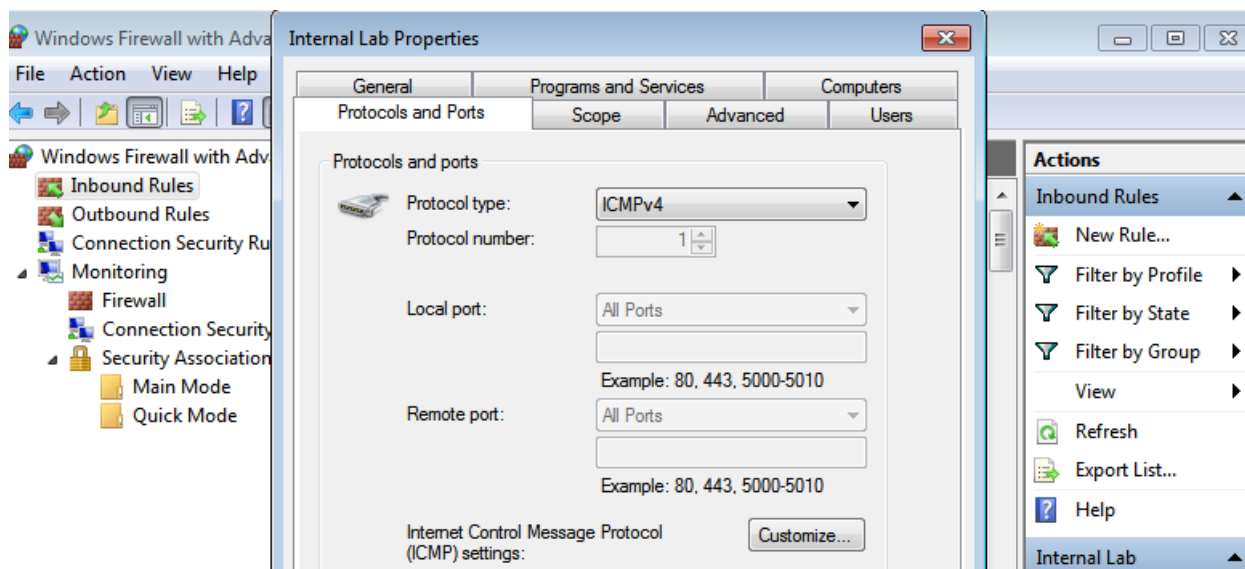 Windows Firewall with Adva
File Action View Help
Windows Firewall with Adv
Inbound Rules
Outbound Rules
Connection Security Ru
Monitoring
Firewall
Connection Security
Security Association
Main Mode
Quick Mode
Internal Lab Properties
General Programs and Services Computers
Protocols and Ports Scope Advanced Users
Protocols and ports
Protocol type: ICMPv4
Protocol number: 1
Local port: All Ports
Example: 80, 443, 5000-5010
Remote port: All Ports
Example: 80, 443, 5000-5010
Internet Control Message Protocol
(ICMP) settings:
Customize...
Actions
Inbound Rules
New Rule...
Filter by Profile
Filter by State
Filter by Group
View
Refresh
Export List...
Help
Internal Lab